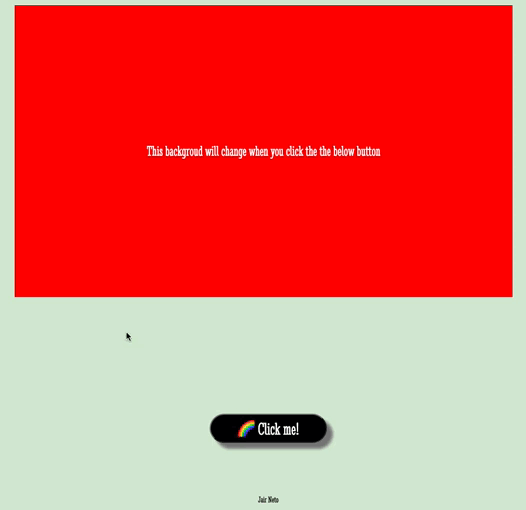 This backgroud will change when you click the the below button
Click me!
Jair Neto